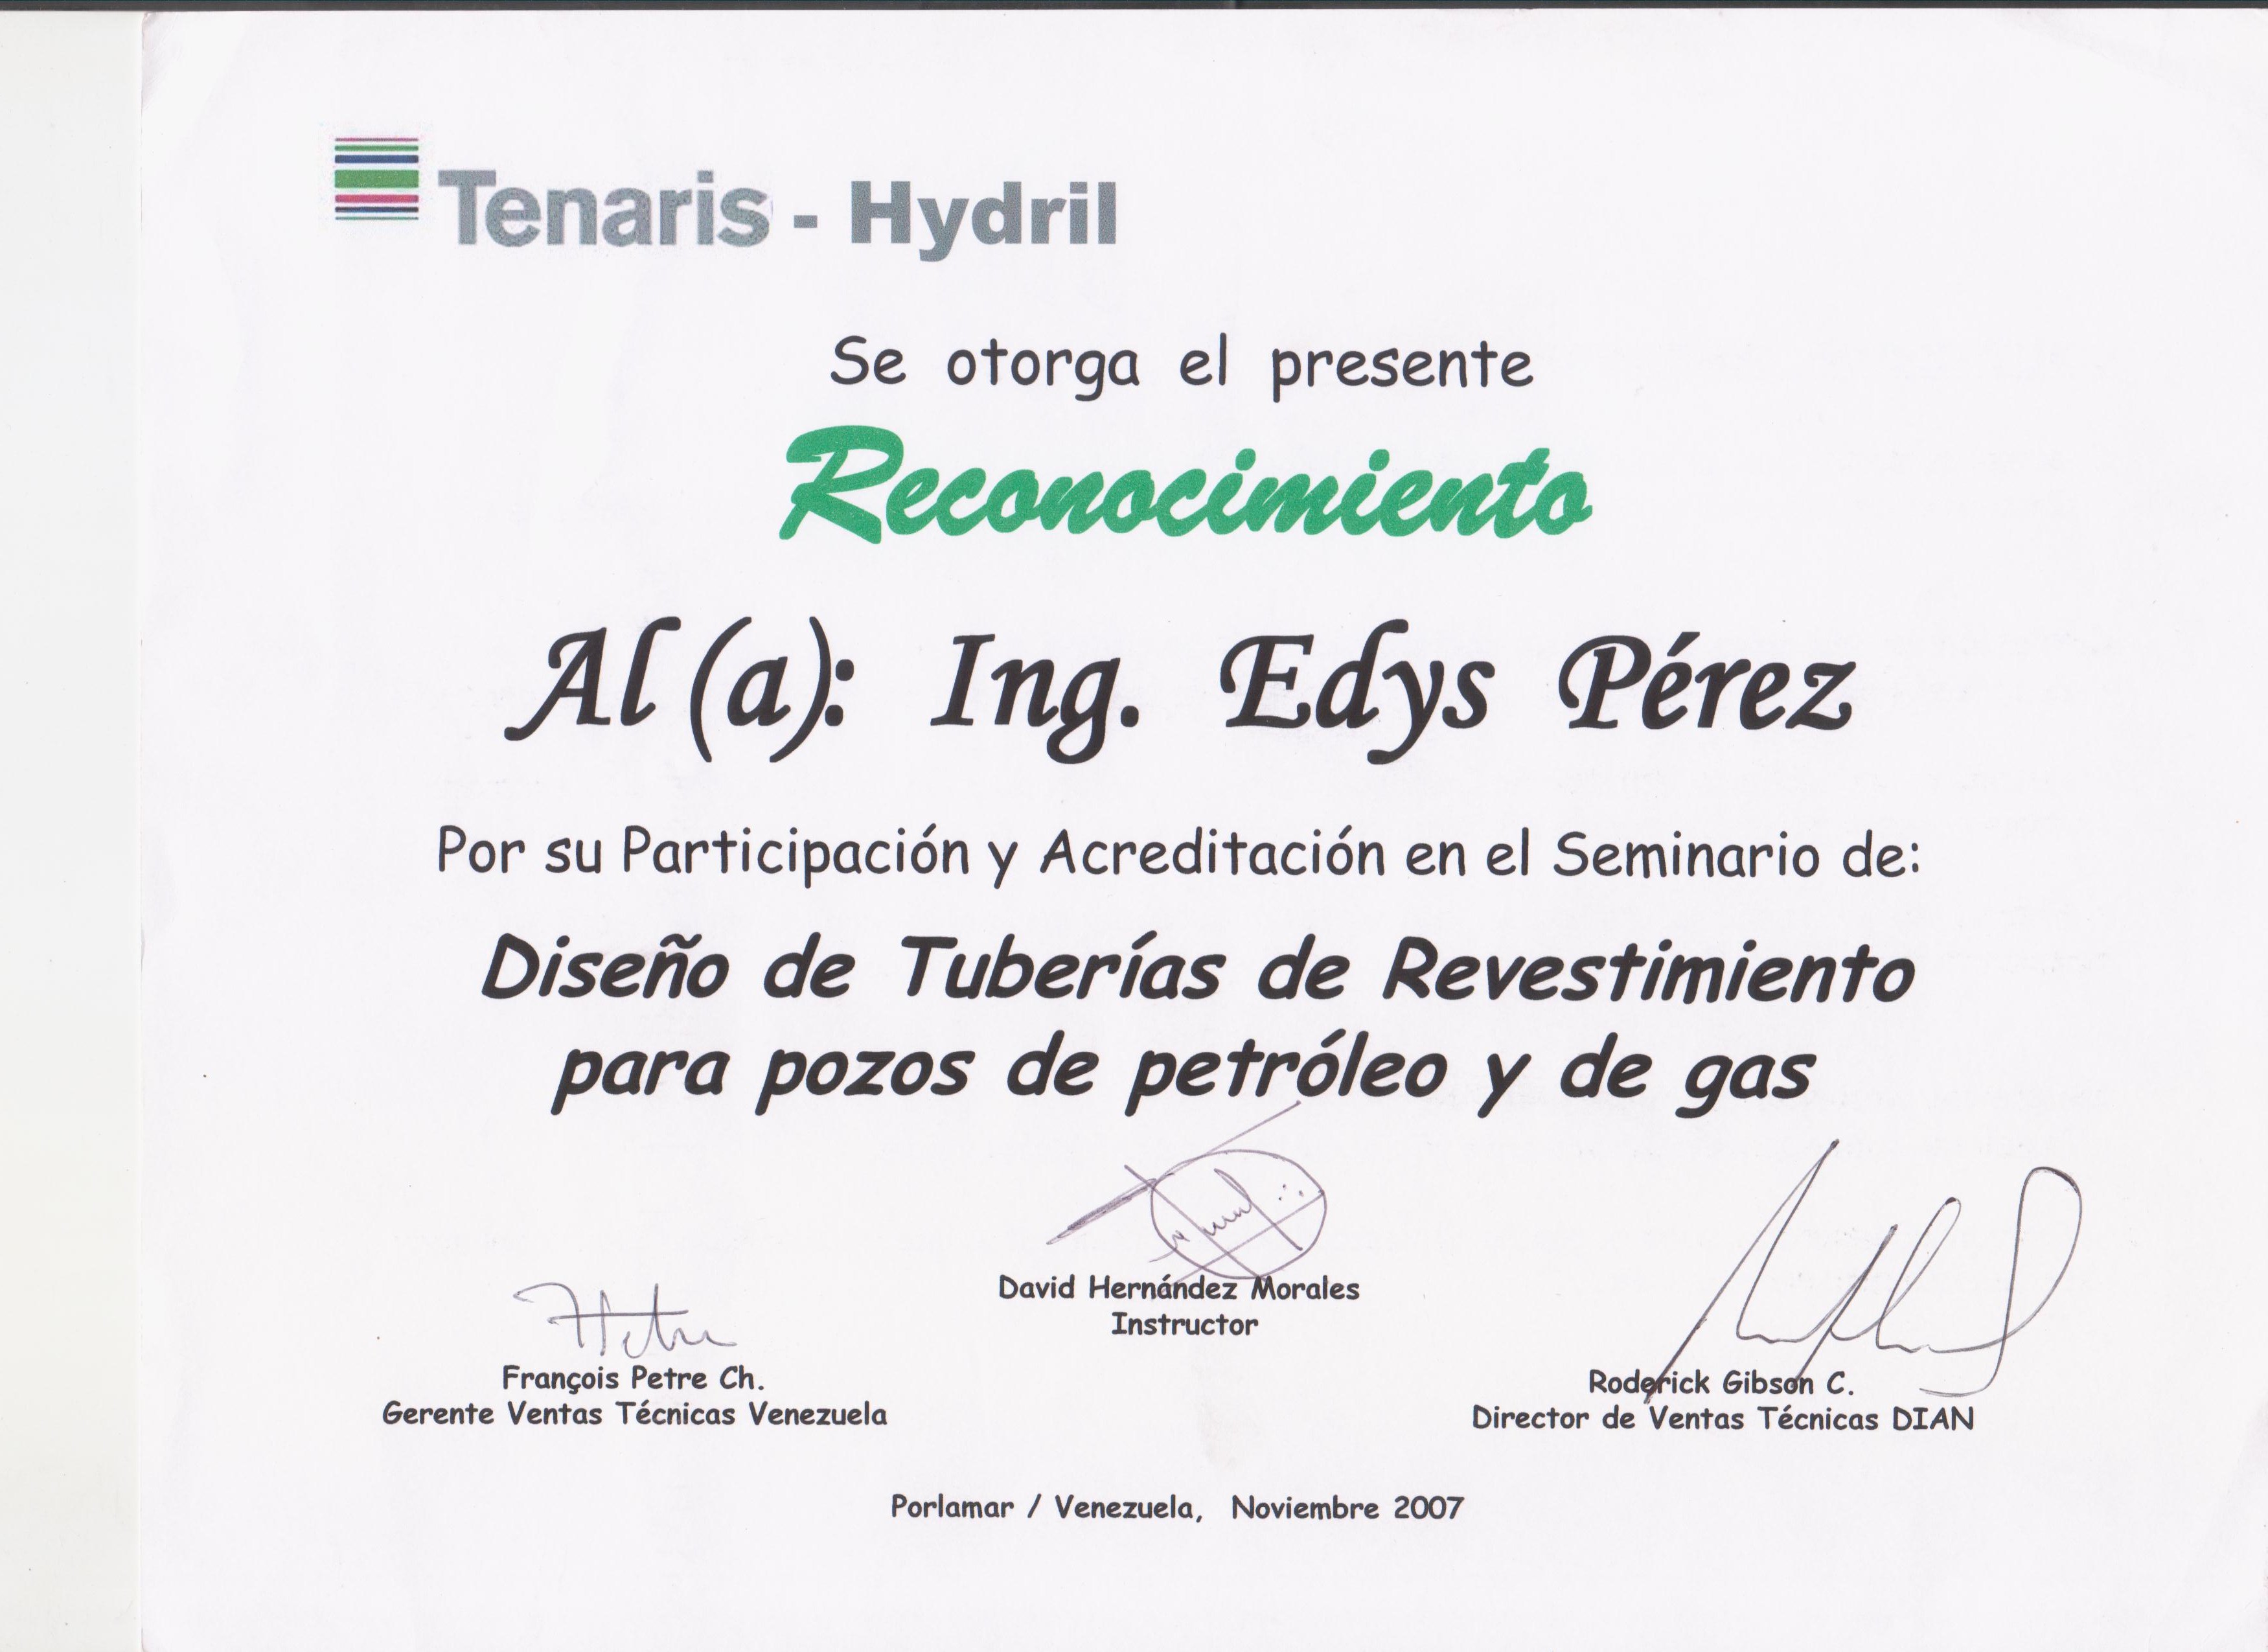 Tenaris - Hydril
Se otorga el presente
Reconocimiento
Al (a): Ing. Edys Pérez
Por su Participación y Acreditación en el Seminario de:
Diseño de Tuberías de Revestimiento
para pozos de petróleo y de gas
David Hernández Morales
Instructor
François Petre Ch.
Gerente Ventas Técnicas Venezuela
Roderick Gibson C.
Director de Ventas Técnicas DIAN
Porlamar / Venezuela, Noviembre 2007